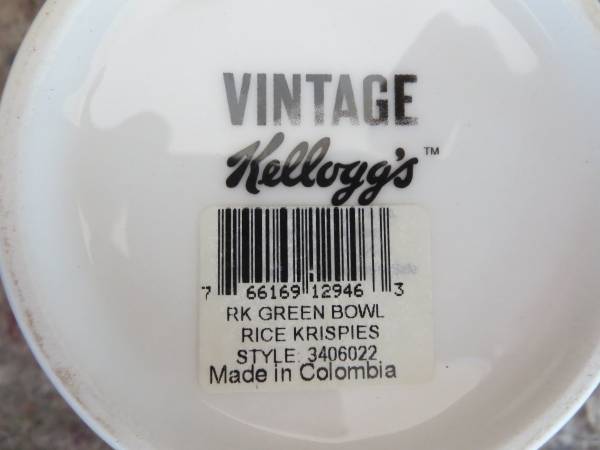 VINTAGE
Kellogg's™
7 66169 12946 3
RK GREEN BOWL
RICE KRISPIES
STYLE: 3406022
Made in Colombia